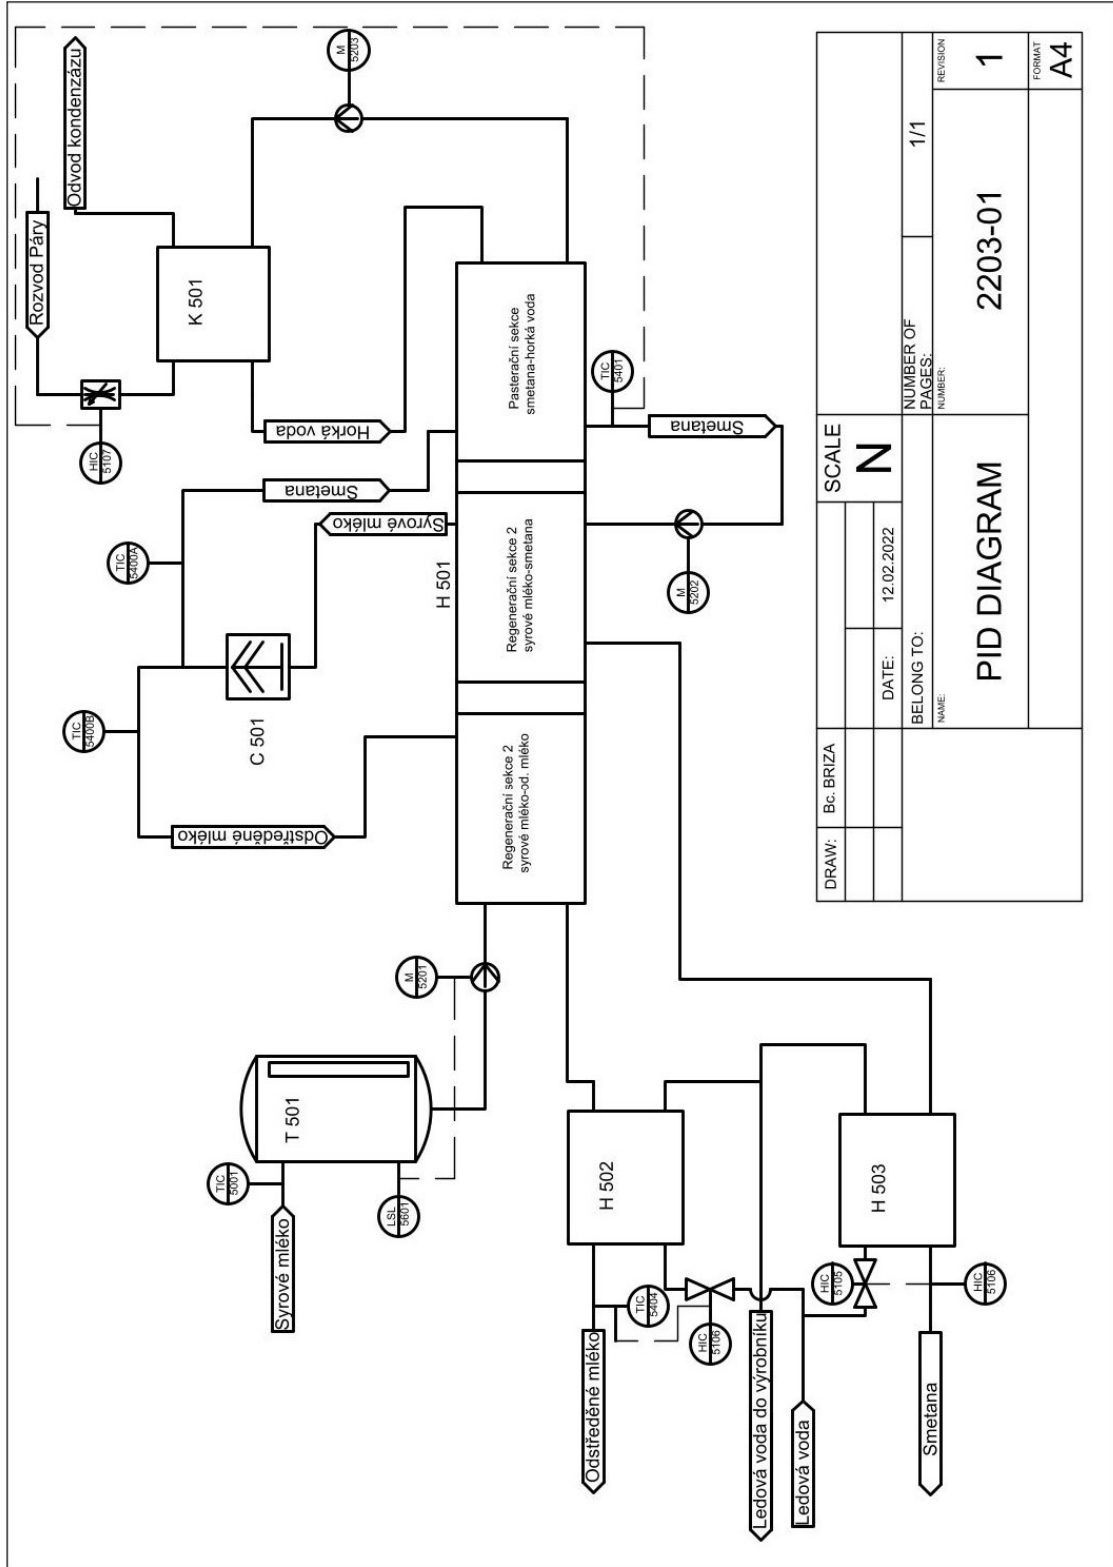 Rozvod Páry
Odvod kondenzázu
M
5203
HIC
5107
K 501
Horká voda
TIC
5400A
TIC
5400B
C 501
Smetana
Syrové mléko
Odstředěné mléko
H 501
Regenerační sekce 2
syrové mléko-od. mléko
Regenerační sekce 2
syrové mléko-smetana
Pasterační sekce
smetana-horká voda
TIC
5401
Smetana
M
5202
M
5201
T 501
TIC
5001
Syrové mléko
LSL
5601
H 502
TIC
5404
Odstředěné mléko
HIC
5106
Ledová voda do výrobníku
Ledová voda
H 503
HIC
5105
HIC
5106
Smetana
DRAW:
Bc. BRIZA
SCALE
N
DATE:
12.02.2022
BELONG TO:
NUMBER OF
PAGES:
1/1
NAME:
PID DIAGRAM
NUMBER:
2203-01
REVISION
1
FORMAT
A4